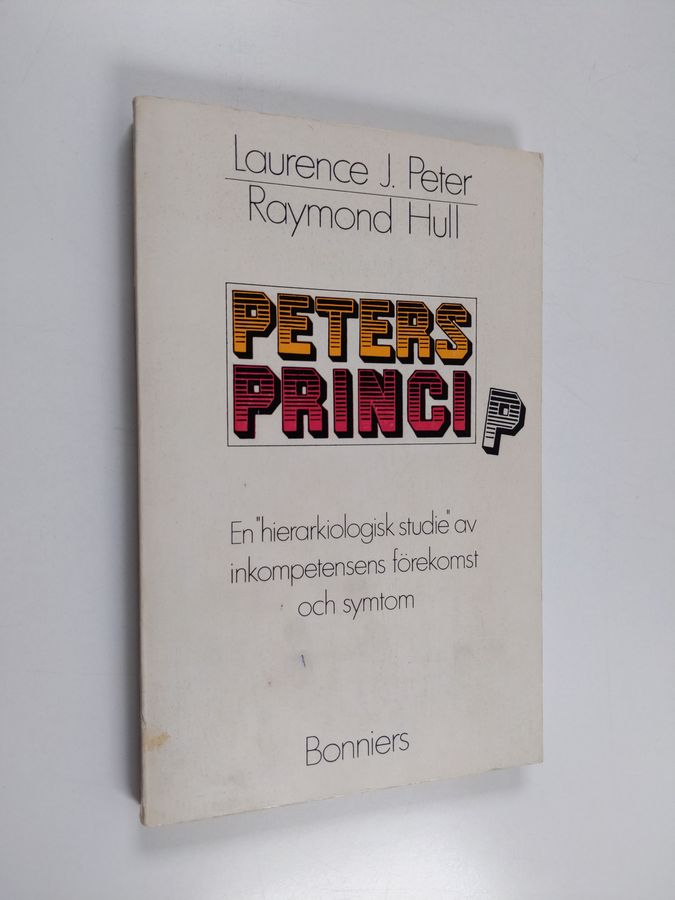 Laurence J. Peter
Raymond Hull
PETERS
PRINCIP
En "hierarkiologisk studie" av
inkompetensens förekomst
och symtom
Bonniers